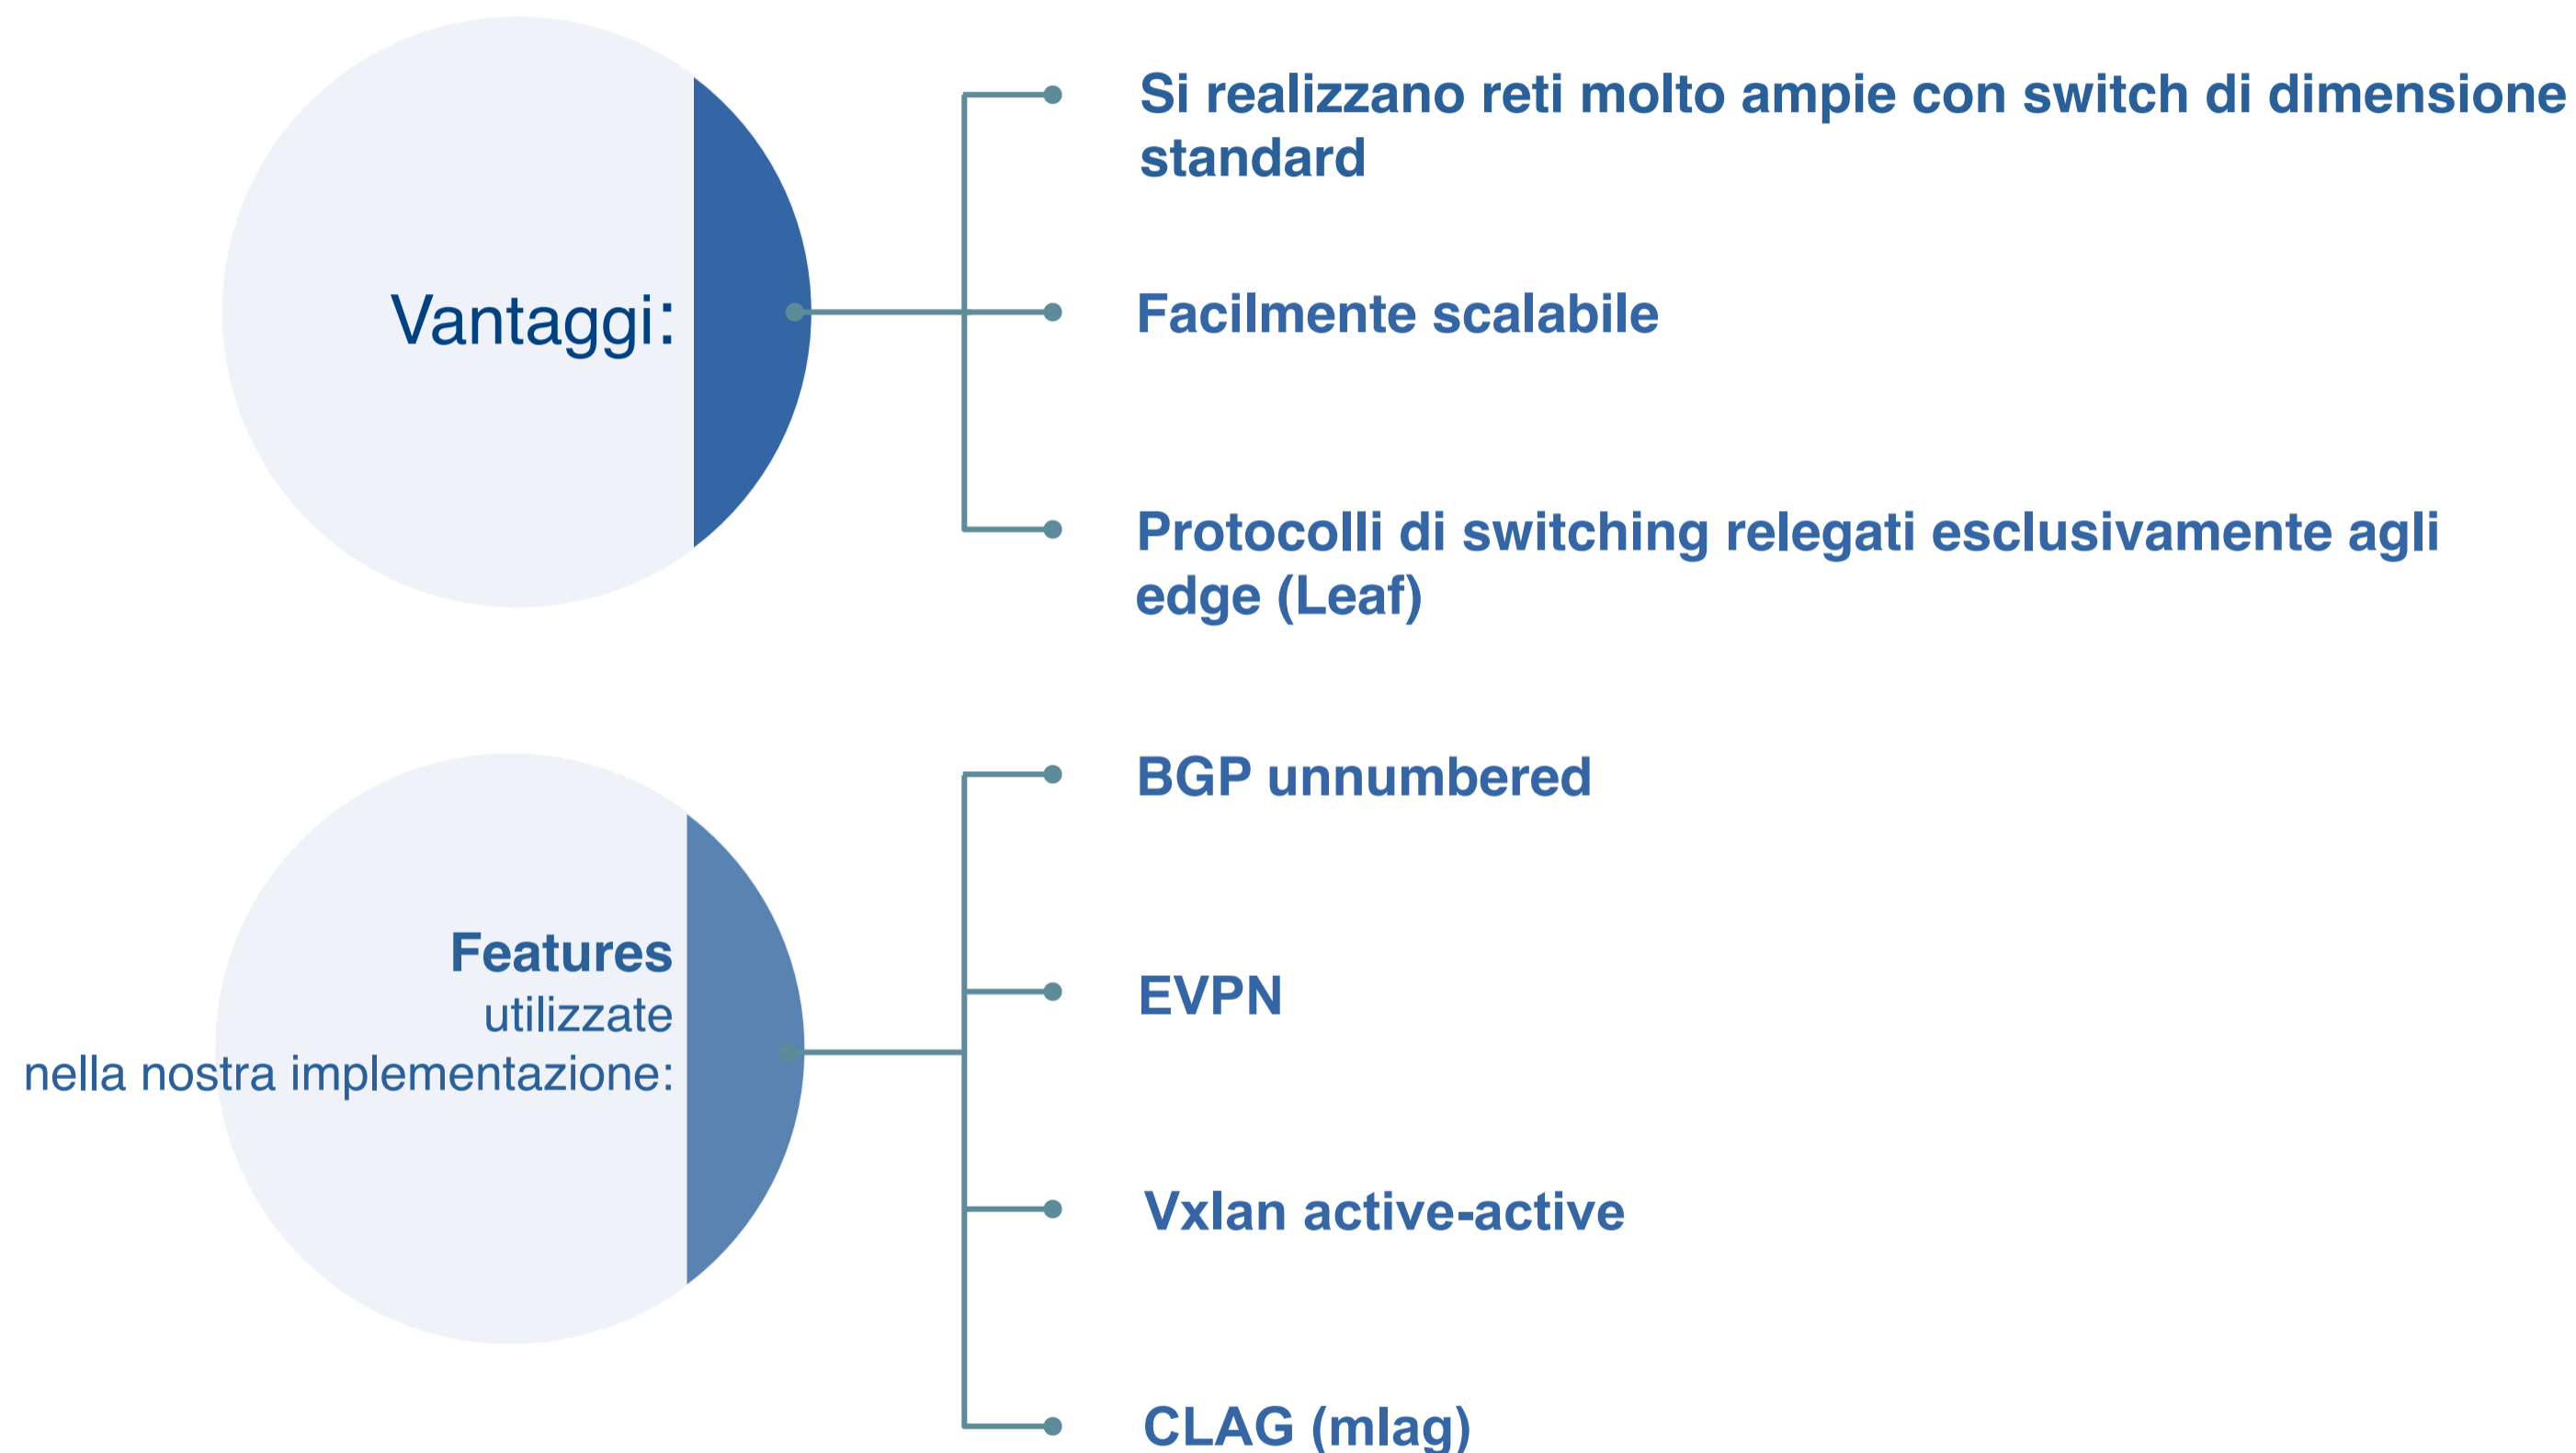 Vantaggi:
Si realizzano reti molto ampie con switch di dimensione
standard
Facilmente scalabile
Protocolli di switching relegati esclusivamente agli
edge (Leaf)
Features
utilizzate
nella nostra implementazione:
BGP unnumbered
EVPN
Vxlan active-active
CLAG (mlag)